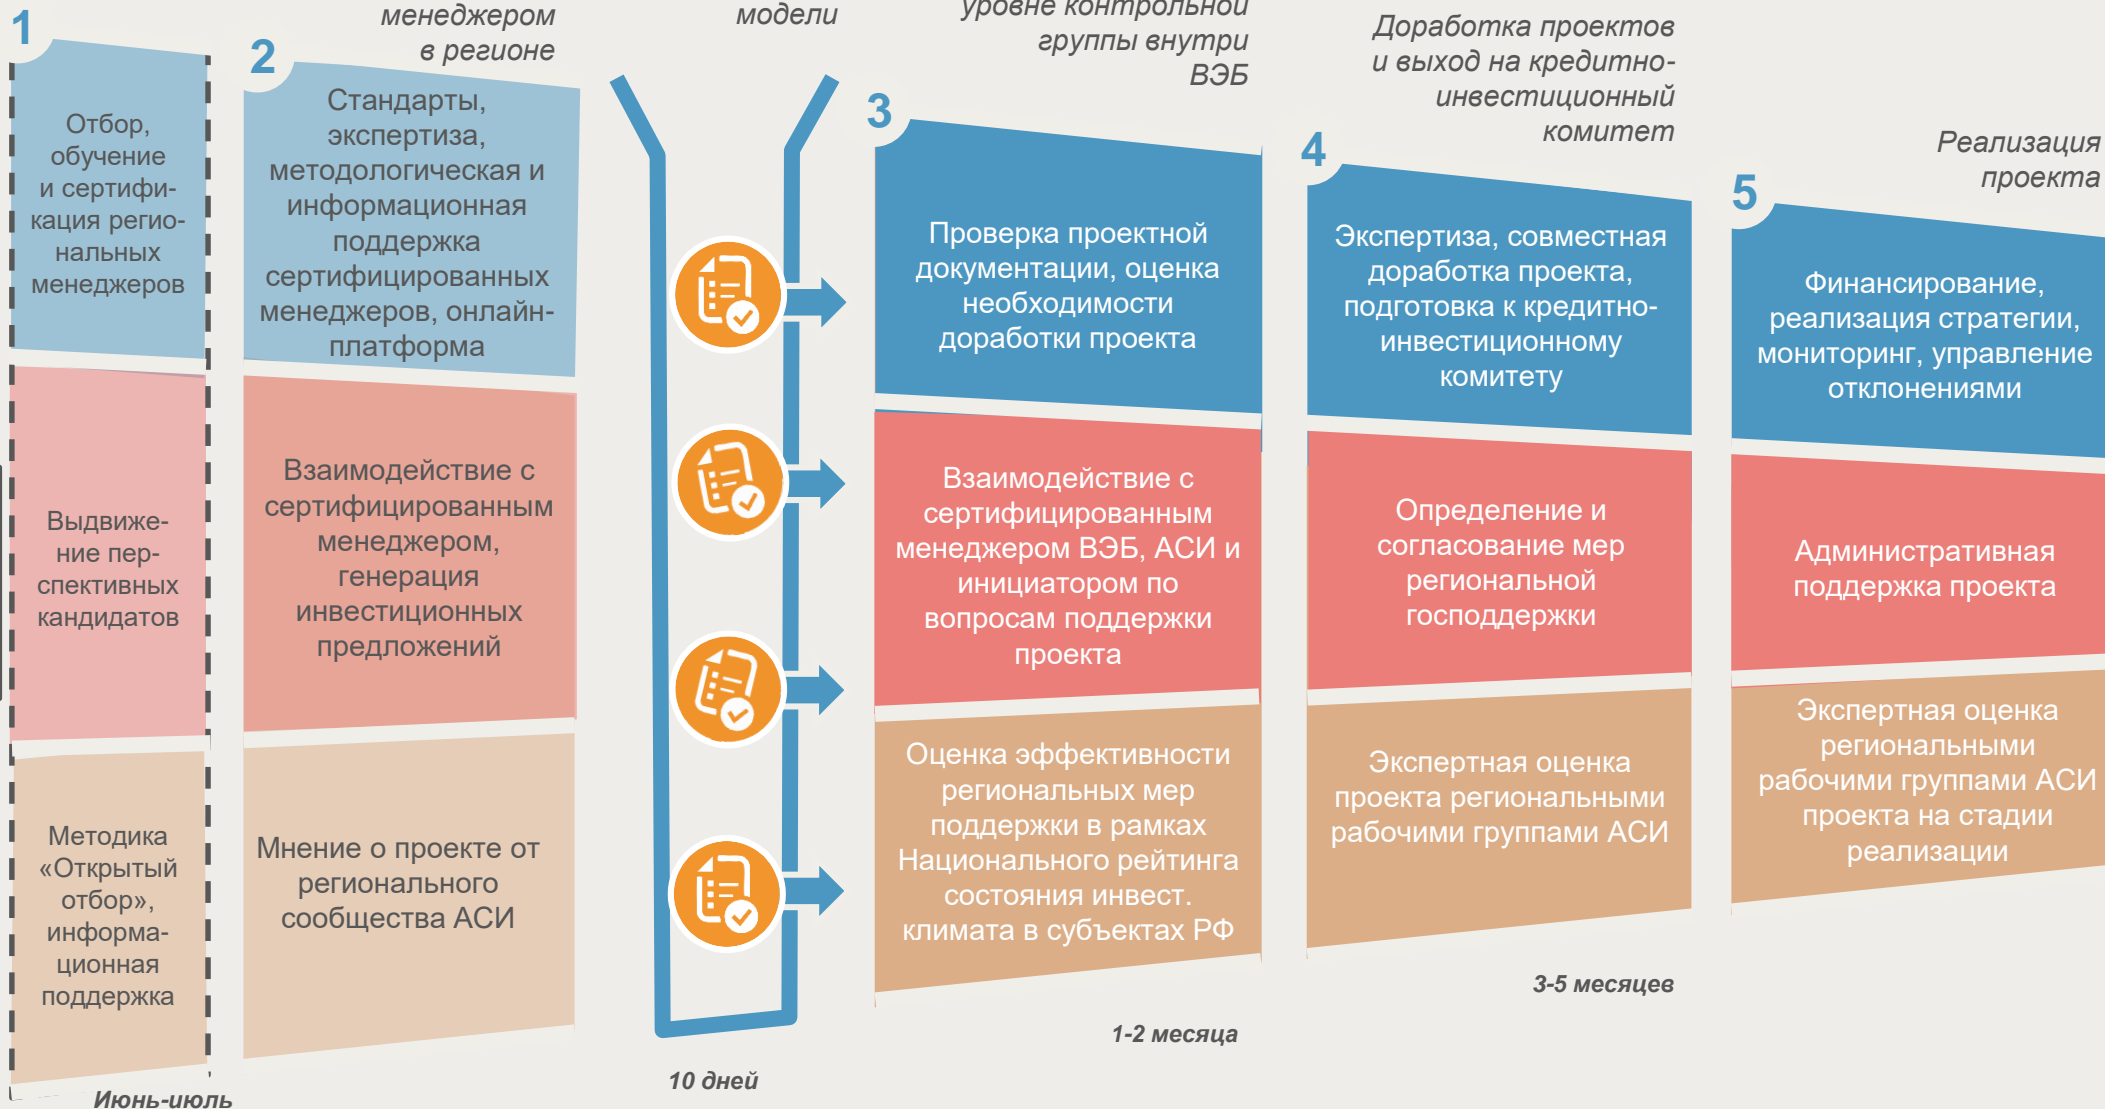 1
Отбор,
обучение
и сертифи-
кация регио-
нальных
менеджеров
Выдвиже-
ние пер-
спективных
кандидатов
Методика
«Открытый
отбор»,
информа-
ционная
поддержка
Июнь-июль
менеджером
в регионе
2
Стандарты,
экспертиза,
методологическая и
информационная
поддержка
сертифицированных
менеджеров, онлайн-
платформа
Взаимодействие с
сертифицированным
менеджером,
генерация
инвестиционных
предложений
Мнение о проекте от
регионального
сообщества АСИ
модели
10 дней
уровне контрольной
группы внутри
ВЭБ
3
Проверка проектной
документации, оценка
необходимости
доработки проекта
Взаимодействие с
сертифицированным
менеджером ВЭБ, АСИ и
инициатором по
вопросам поддержки
проекта
Оценка эффективности
региональных мер
поддержки в рамках
Национального рейтинга
состояния инвест.
климата в субъектах РФ
1-2 месяца
Доработка проектов
и выход на кредитно-
инвестиционный
комитет
4
Экспертиза, совместная
доработка проекта,
подготовка к кредитно-
инвестиционному
комитету
Определение и
согласование мер
региональной
господдержки
Экспертная оценка
проекта региональными
рабочими группами АСИ
3-5 месяцев
Реализация
проекта
5
Финансирование,
реализация стратегии,
мониторинг, управление
отклонениями
Административная
поддержка проекта
Экспертная оценка
региональными
рабочими группами АСИ
проекта на стадии
реализации